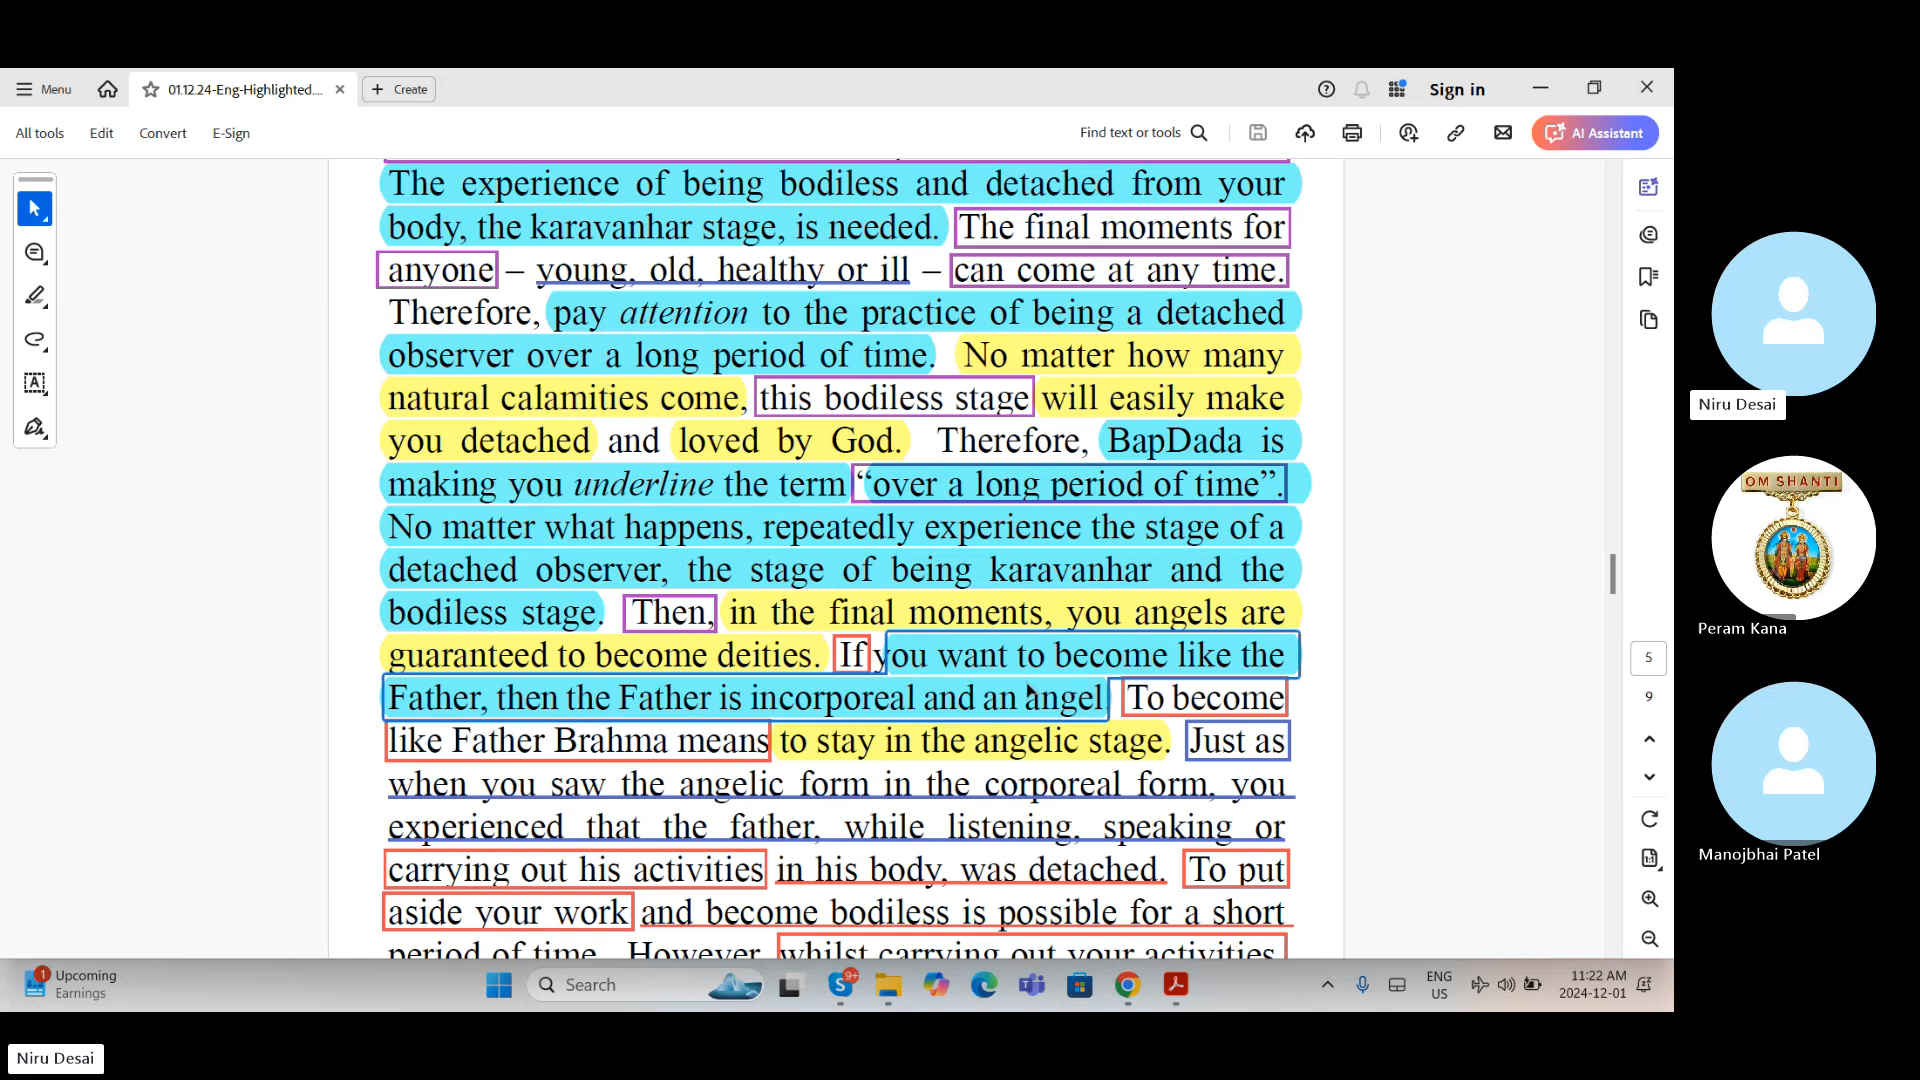 Menu
01.12.24-Eng-Highlighted....
Create
Sign in
All tools
Edit
Convert
E-Sign
Find text or tools
AI Assistant
The experience of being bodiless and detached from your
body, the karavanhar stage, is needed. The final moments for
anyone – young, old, healthy or ill – can come at any time.
Therefore, pay attention to the practice of being a detached
observer over a long period of time. No matter how many
natural calamities come, this bodiless stage will easily make
you detached and loved by God. Therefore, BapDada is
making you underline the term “over a long period of time”.
No matter what happens, repeatedly experience the stage of a
detached observer, the stage of being karavanhar and the
bodiless stage. Then, in the final moments, you angels are
guaranteed to become deities. If you want to become like the
Father, then the Father is incorporeal and an angel. To become
like Father Brahma means to stay in the angelic stage. Just as
when you saw the angelic form in the corporeal form, you
experienced that the father, while listening, speaking or
carrying out his activities in his body, was detached. To put
aside your work and become bodiless is possible for a short
period of time. However, whilst carrying out your activities,
5
9
Niru Desai
OM SHANTI
Peram Kana
Manojbhai Patel
1
Upcoming
Earnings
Search
9+
ENG
US
11:22 AM
2024-12-01
Niru Desai